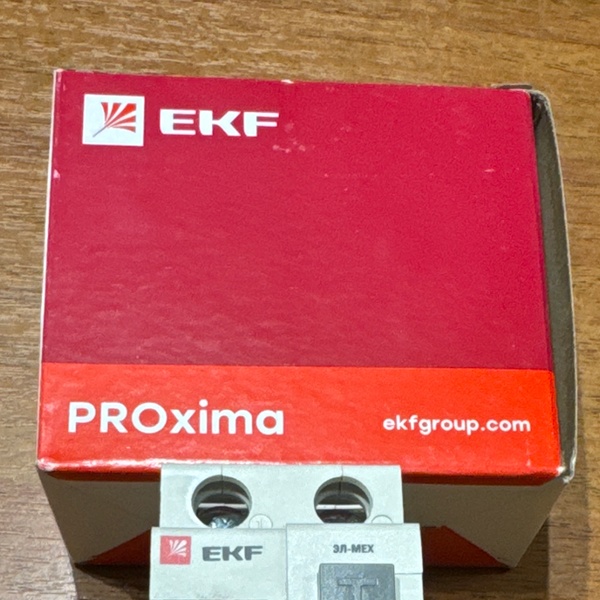 EKF
PROxima
ekfgroup.com
EKF
ЭЛ-МЕХ
T